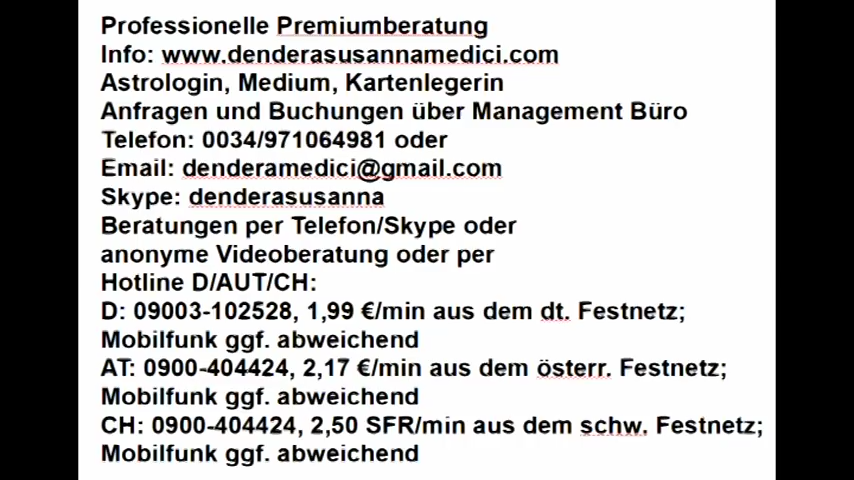 Professionelle Premiumberatung
Info: www.denderasusannamedici.com
Astrologin, Medium, Kartenlegerin
Anfragen und Buchungen über Management Büro
Telefon: 0034/971064981 oder
Email: denderamedici@gmail.com
Skype: denderasusanna
Beratungen per Telefon/Skype oder
anonyme Videoberatung oder per
Hotline D/AUT/CH:
D: 09003-102528, 1,99 €/min aus dem dt. Festnetz;
Mobilfunk ggf. abweichend
AT: 0900-404424, 2,17 €/min aus dem österr. Festnetz;
Mobilfunk ggf. abweichend
CH: 0900-404424, 2,50 SFR/min aus dem schw. Festnetz;
Mobilfunk ggf. abweichend